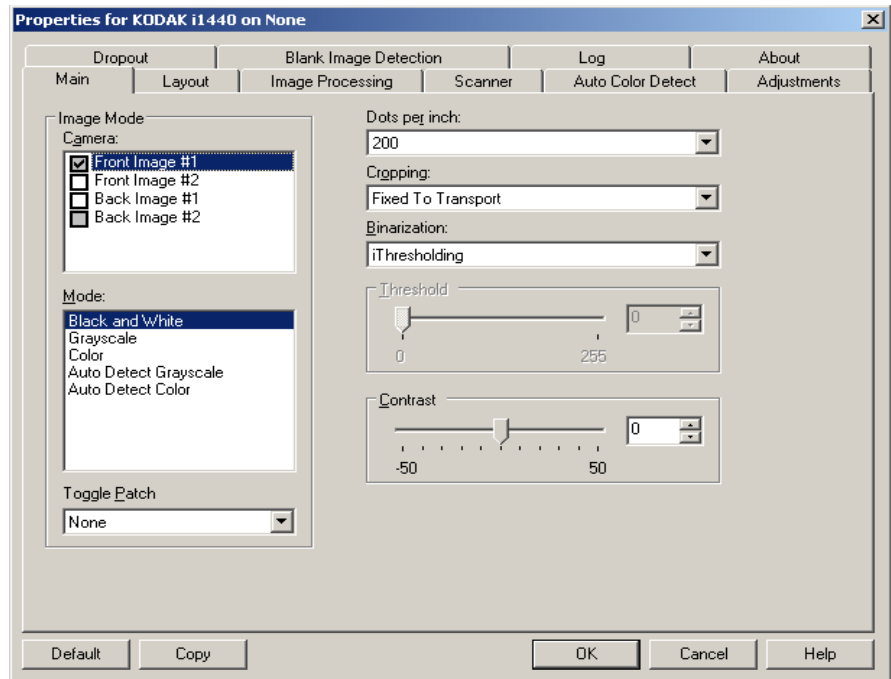 Properties for KODAK i1440 on None
Dropout
Blank Image Detection
Log
About
Main
Layout
Image Processing
Scanner
Auto Color Detect
Adjustments
Image Mode
Camera:
Front Image #1
Front Image #2
Back Image #1
Back Image #2
Mode:
Black and White
Grayscale
Color
Auto Detect Grayscale
Auto Detect Color
Toggle Patch
None
Dots per inch:
200
Cropping:
Fixed To Transport
Binarization:
iThresholding
Threshold
0
0 255
Contrast
0
-50 50
Default
Copy
OK
Cancel
Help